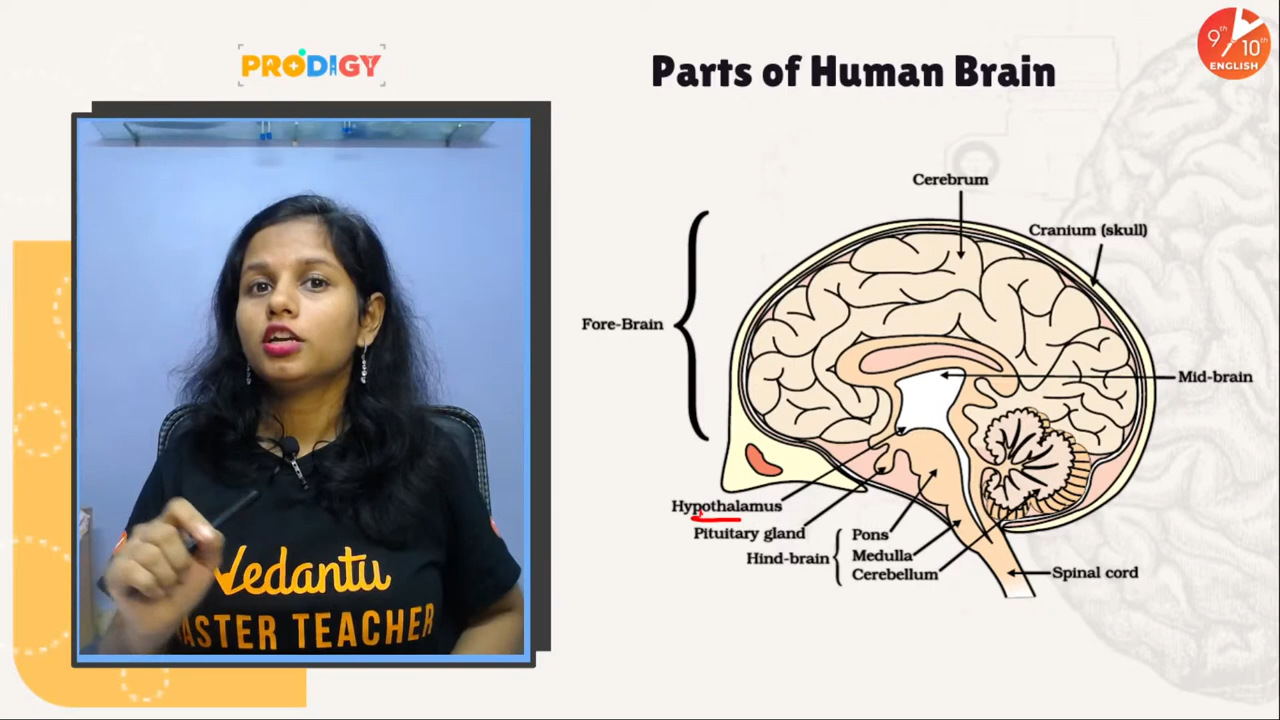 PRODIGY
Parts of Human Brain
9th 10th
ENGLISH
Cerebrum
Cranium (skull)
Fore-Brain
Mid-brain
Hypothalamus
Pituitary gland
Hind-brain
Pons
Medulla
Cerebellum
Spinal cord
Vedantu
ASTER TEACHER